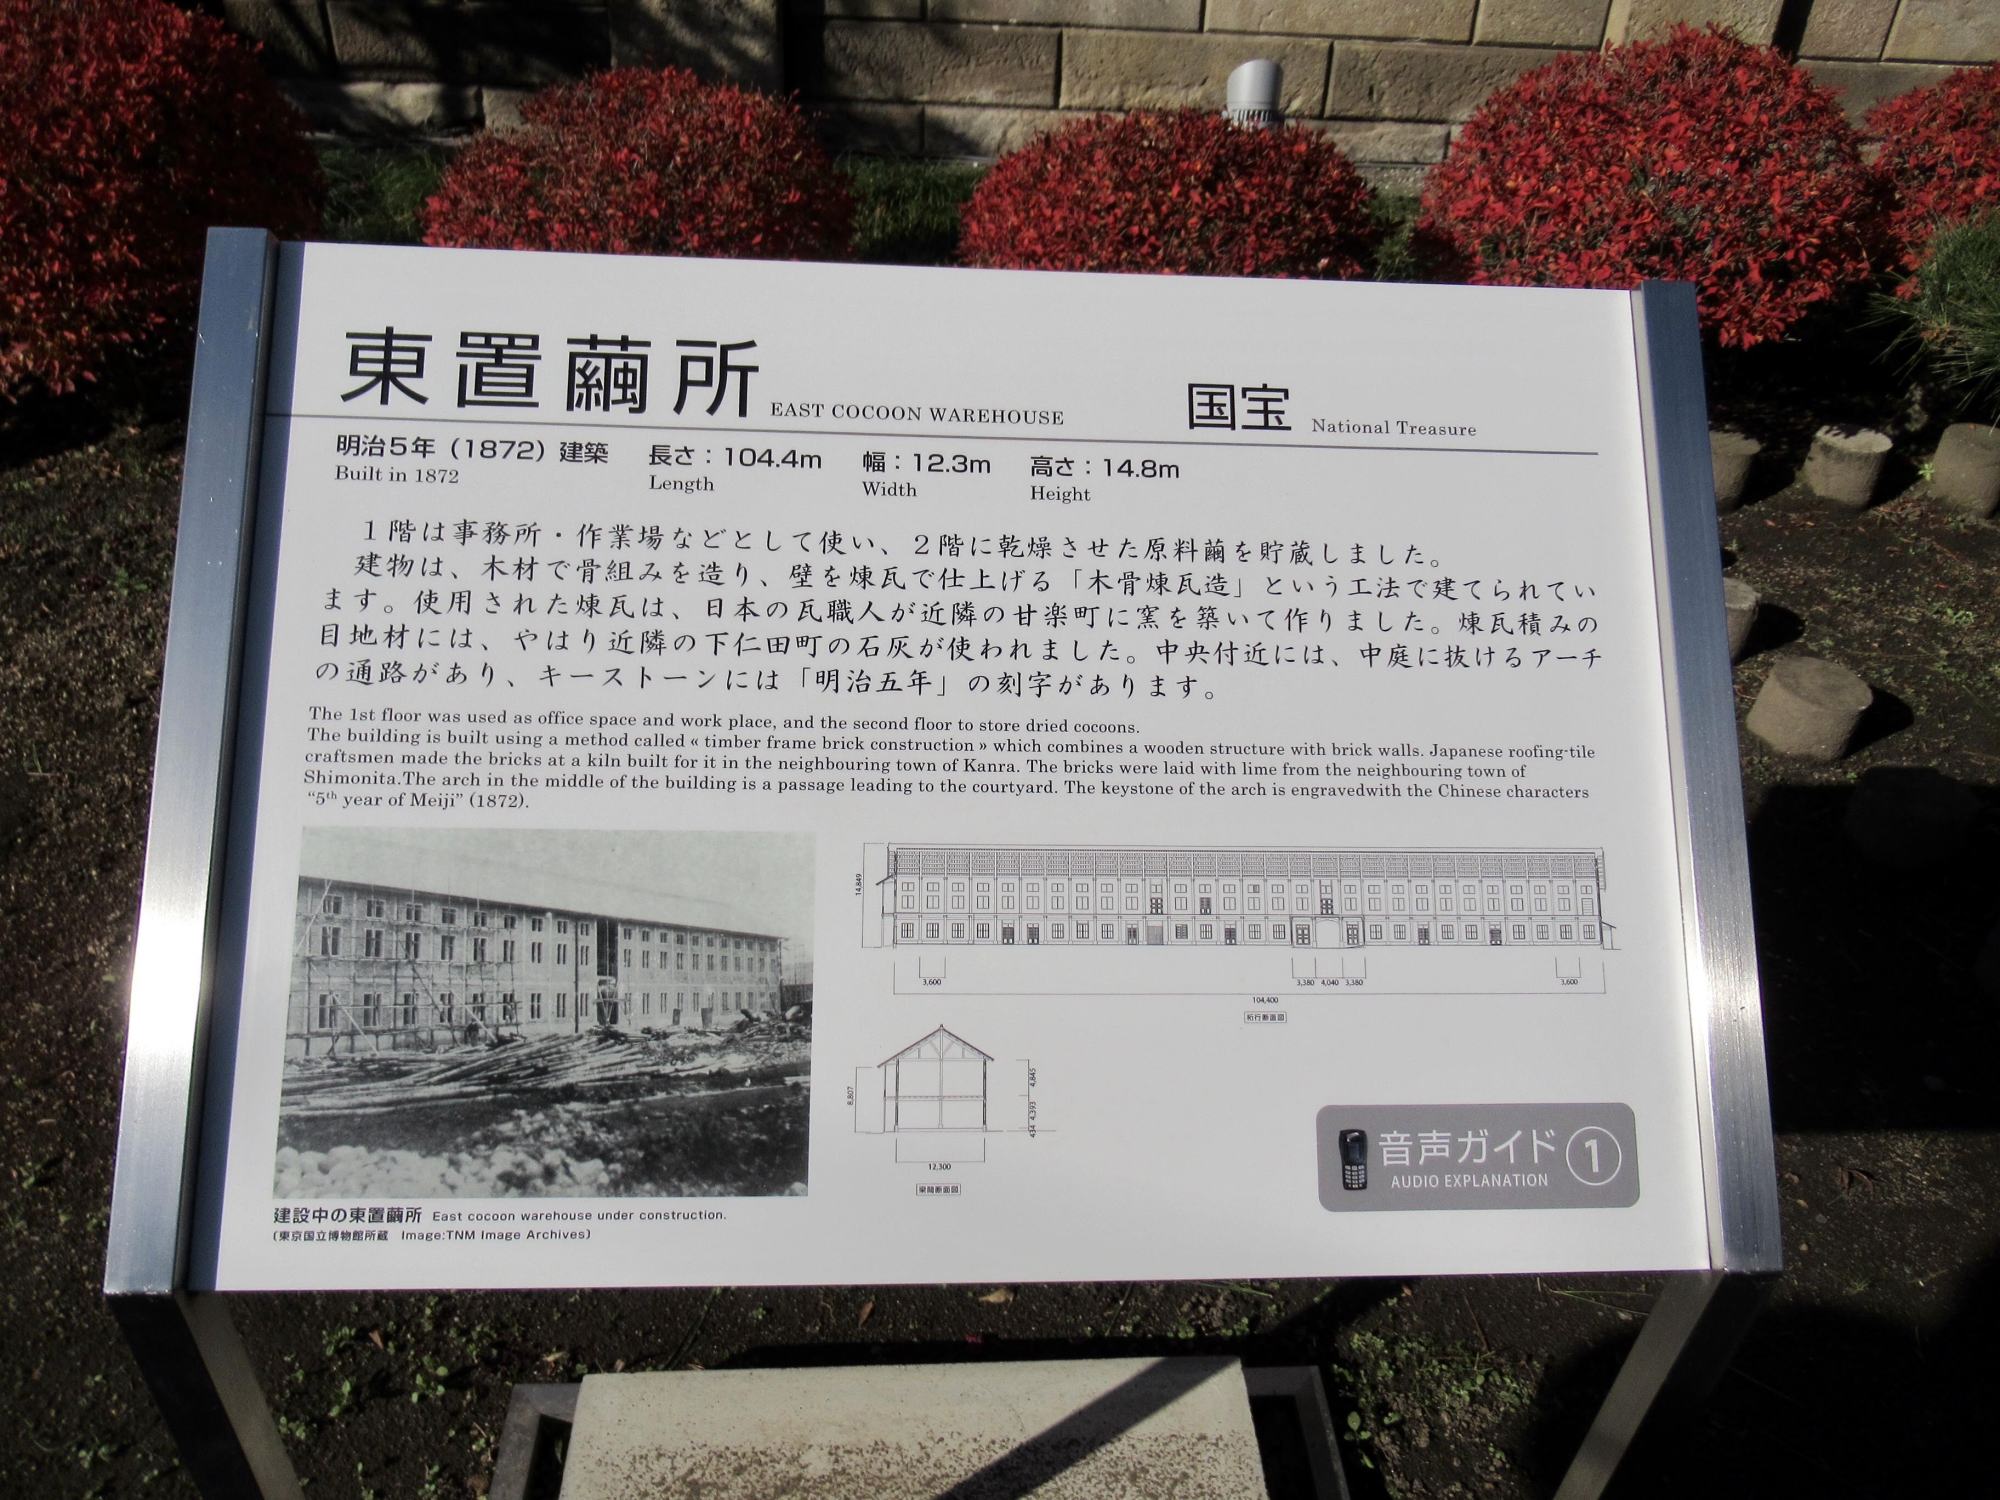 東置繭所 EAST COCOON WAREHOUSE 国宝 National Treasure
明治5年（1872）建築 長さ：104.4m 幅：12.3m 高さ：14.8m
Built in 1872 Length Width Height
1階は事務所・作業場などとして使い、2階に乾燥させた原料繭を貯蔵しました。
建物は、木材で骨組みを造り、壁を煉瓦で仕上げる「木骨煉瓦造」という工法で建てられてい
ます。使用された煉瓦は、日本の瓦職人が近隣の甘楽町に窯を築いて作りました。煉瓦積みの
目地材には、やはり近隣の下仁田町の石灰が使われました。中央付近には、中庭に抜けるアーチ
の通路があり、キーストーンには「明治五年」の刻字があります。
The 1st floor was used as office space and work place, and the second floor to store dried cocoons.
The building is built using a method called « timber frame brick construction » which combines a wooden structure with brick walls. Japanese roofing-tile
craftsmen made the bricks at a kiln built for it in the neighbouring town of Kanra. The bricks were laid with lime from the neighbouring town of
Shimonita.The arch in the middle of the building is a passage leading to the courtyard. The keystone of the arch is engravedwith the Chinese characters
“5th year of Meiji” (1872).
14,849
3,600 3,380 4,040 3,380 3,600
104,400
桁行断面図
8,807
4,845
4,393
434
12,300
梁間断面図
建設中の東置繭所 East cocoon warehouse under construction.
(東京国立博物館所蔵 Image:TNM Image Archives)
音声ガイド 1
AUDIO EXPLANATION